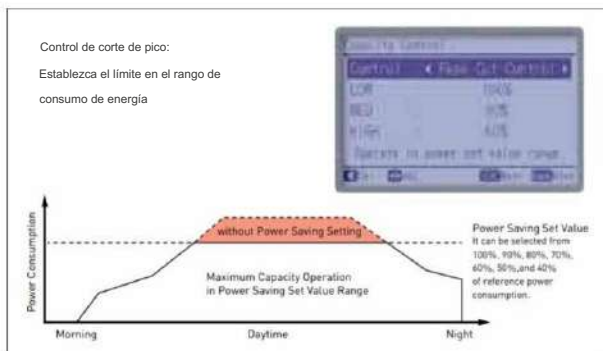 Control de corte de pico:
Establezca el límite en el rango de
consumo de energía
Control
LOW 100%
MED
HIGH
without Power Saving Setting
Maximum Capacity Operation
in Power Saving Set Value Range
Power Consumption
Power Saving Set Value
It can be selected from
100%, 90%, 80%, 70%,
60%, 50%,and 40%
of reference power
consumption.
Morning
Daytime
Night